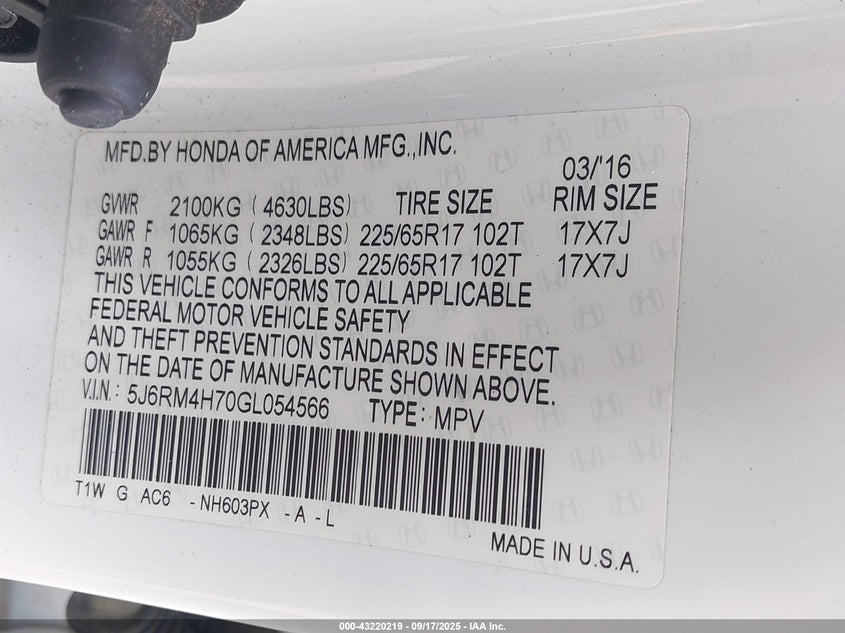 MFD.BY HONDA OF AMERICA MFG.,INC.
03/'16
GVWR 2100KG ( 4630LBS) TIRE SIZE RIM SIZE
GAWR F 1065KG ( 2348LBS) 225/65R17 102T 17X7J
GAWR R 1055KG ( 2326LBS) 225/65R17 102T 17X7J
THIS VEHICLE CONFORMS TO ALL APPLICABLE
FEDERAL MOTOR VEHICLE SAFETY
AND THEFT PREVENTION STANDARDS IN EFFECT
ON THE DATE OF MANUFACTURE SHOWN ABOVE.
V.I.N.: 5J6RM4H70GL054566 TYPE: MPV
T1W G AC6 -NH603PX -A -L
MADE IN U.S.A.
000-43220219 - 09/17/2025 - IAA Inc.